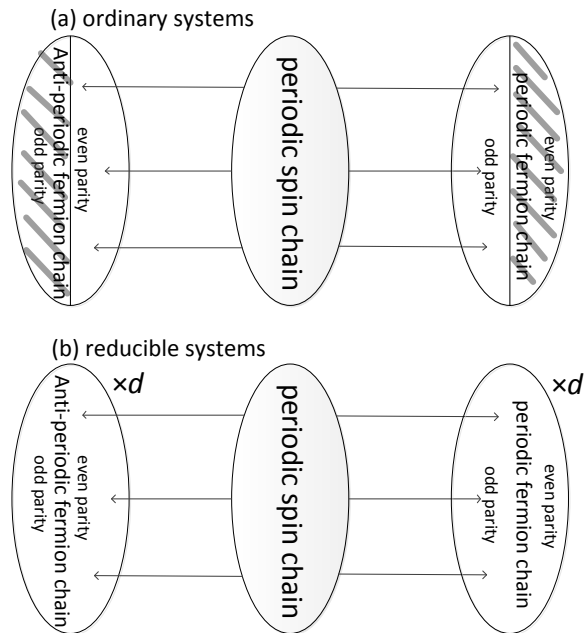 (a) ordinary systems
Anti-periodic fermion chain
even parity
odd parity
periodic spin chain
periodic fermion chain
even parity
odd parity
(b) reducible systems
×d
Anti-periodic fermion chain
even parity
odd parity
periodic spin chain
×d
periodic fermion chain
even parity
odd parity